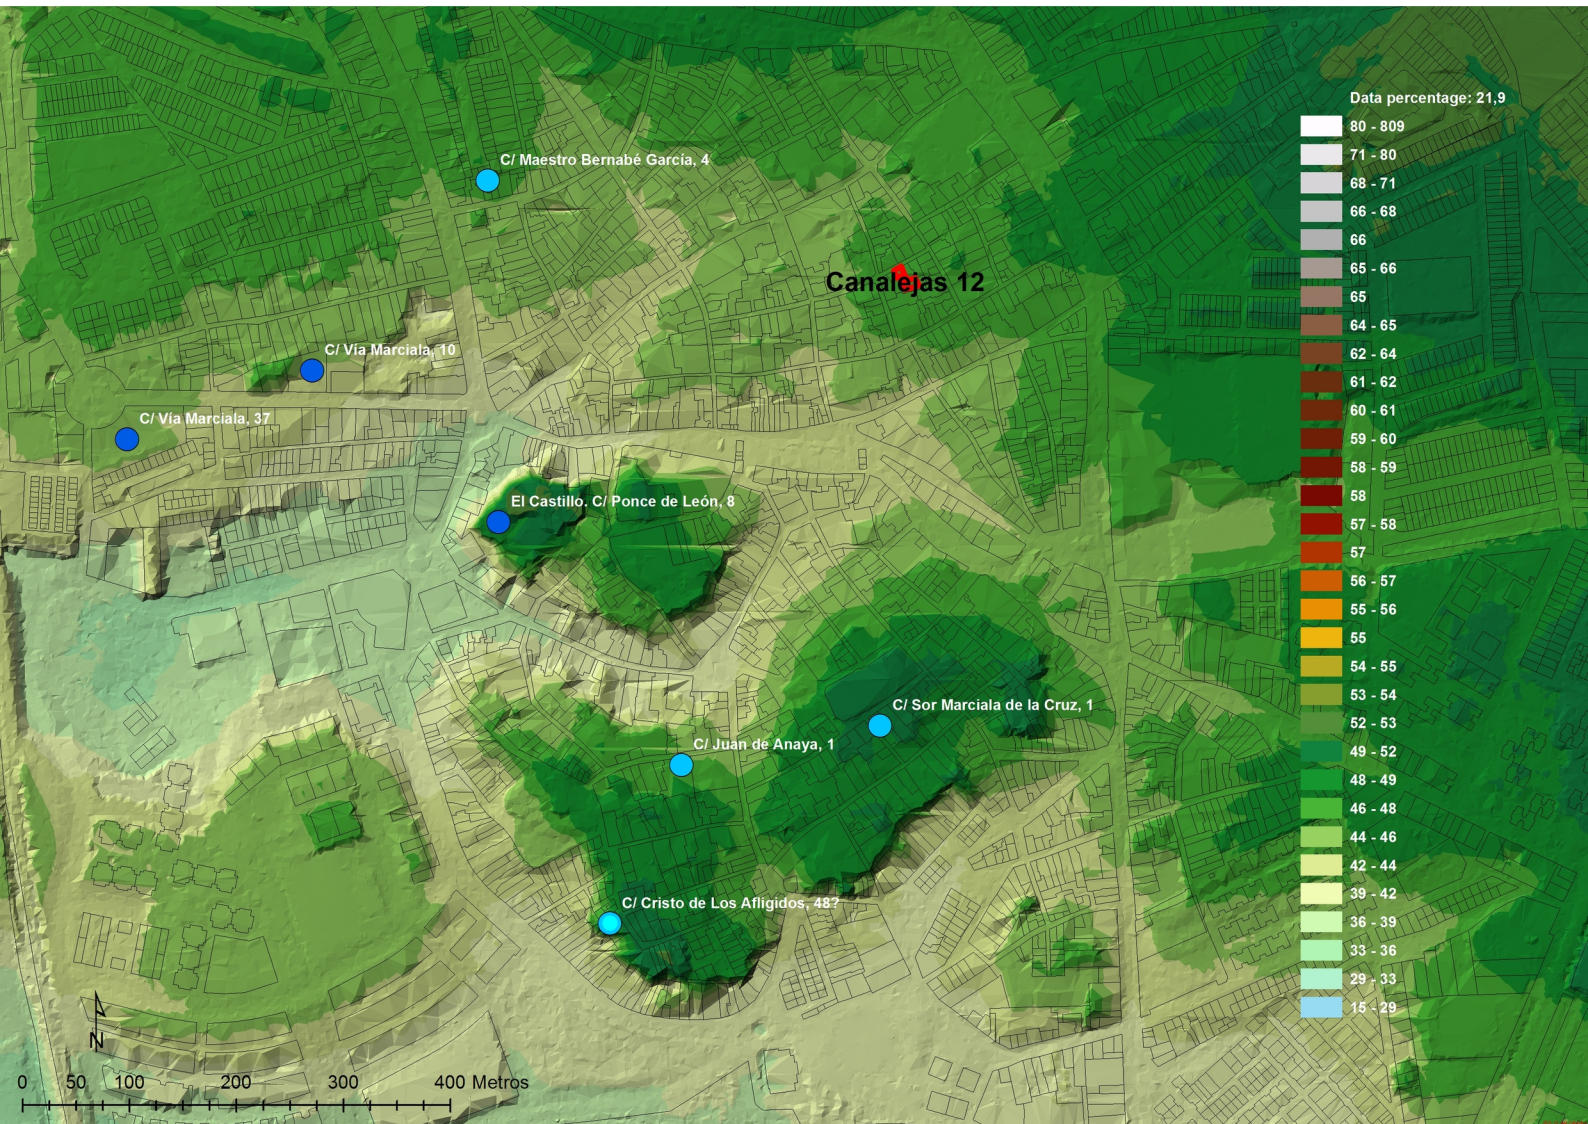 Data percentage: 21,9
80 - 809
71 - 80
68 - 71
66 - 68
66
65 - 66
65
64 - 65
62 - 64
61 - 62
60 - 61
59 - 60
58 - 59
58
57 - 58
57
56 - 57
55 - 56
55
54 - 55
53 - 54
52 - 53
49 - 52
48 - 49
46 - 48
44 - 46
42 - 44
39 - 42
36 - 39
33 - 36
29 - 33
15 - 29
C/ Maestro Bernabé García, 4
Canalejas 12
C/ Vía Marciala, 10
C/ Vía Marciala, 37
El Castillo. C/ Ponce de León, 8
C/ Sor Marciala de la Cruz, 1
C/ Juan de Anaya, 1
C/ Cristo de Los Afligidos, 48?
N
0 50 100 200 300 400 Metros